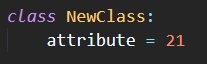 class NewClass:
    attribute = 21